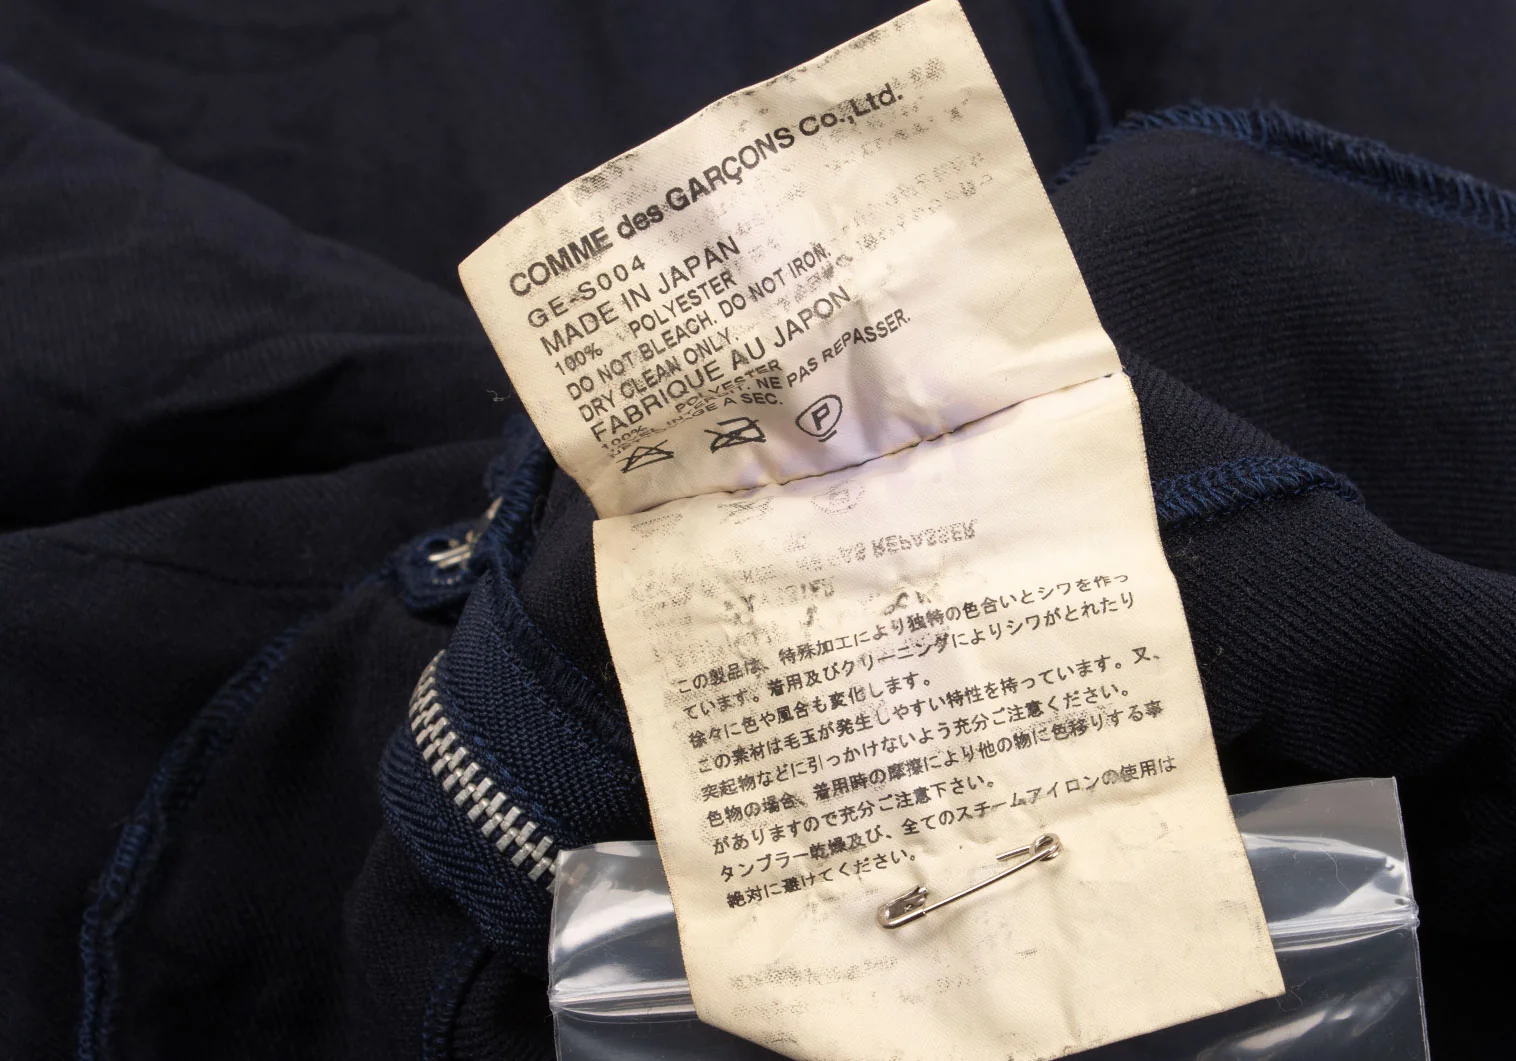 COMME des GARÇONS Co.,Ltd.
GE-S004
MADE IN JAPAN
100% POLYESTER
DO NOT BLEACH. DO NOT IRON.
DRY CLEAN ONLY.
FABRIQUE AU JAPON
100% POLYESTER
NE PAS REPASSER.
A SEC.
P
この製品は、特殊加工により独特の色合いとシワを作っ
ています。着用及びクリーニングによりシワがとれたり
徐々に色や風合も変化します。
この素材は毛玉が発生しやすい特性を持っています。又、
突起物などに引っかけないよう充分ご注意ください。
色物の場合、着用時の摩擦により他の物に色移りする事
がありますので充分ご注意下さい。
タンブラー乾燥及び、全てのスチームアイロンの使用は
絶対に避けてください。